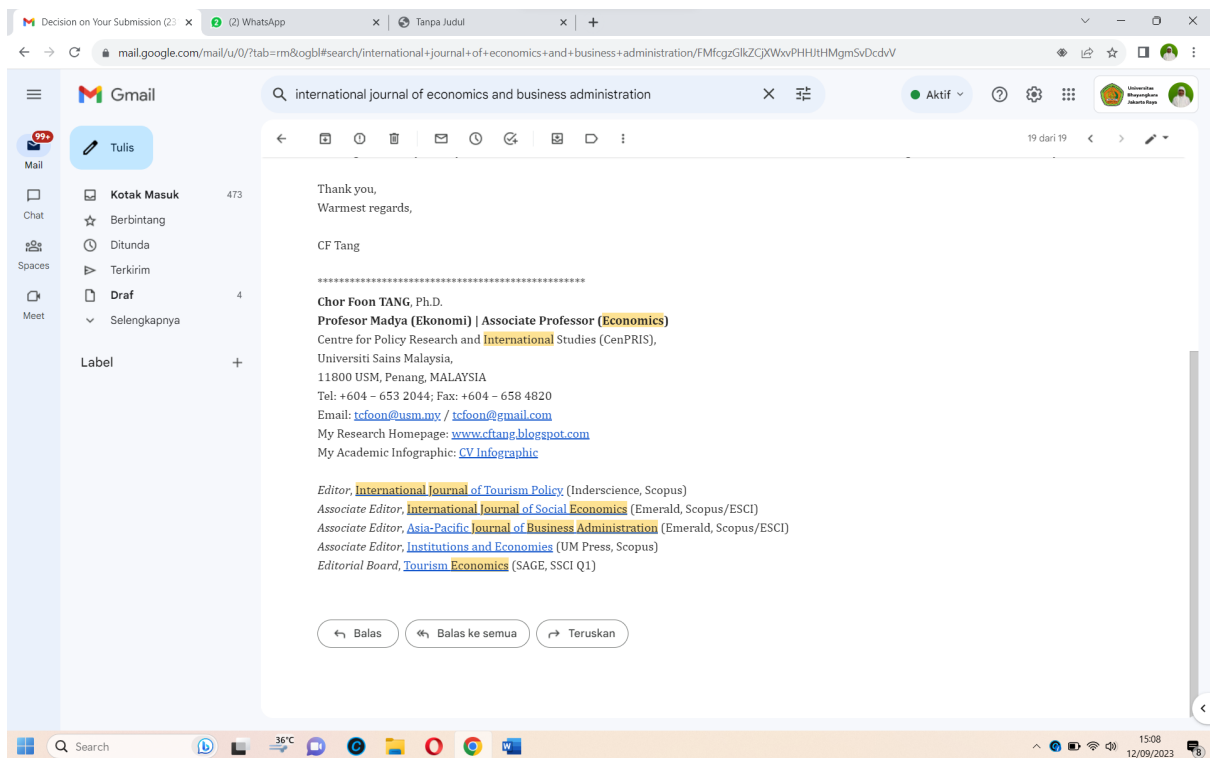 Decision on Your Submission (23
(2) WhatsApp
Tanpa Judul
mail.google.com/mail/u/0/?tab=rm&ogbl#search/international+journal+of+economics+and+business+administration/FMfcgzGlkZCjXWxvPHHJtHMgmSvDcdvV
Gmail
international journal of economics and business administration
Aktif
Universitas
Bhayangkara
Jakarta Raya
99+
Mail
Chat
Spaces
Meet
Tulis
Kotak Masuk 473
Berbintang
Ditunda
Terkirim
Draf 4
Selengkapnya
Label
19 dari 19
Thank you,
Warmest regards,
CF Tang
**************************************************
Chor Foon TANG, Ph.D.
Profesor Madya (Ekonomi) | Associate Professor (Economics)
Centre for Policy Research and International Studies (CenPRIS),
Universiti Sains Malaysia,
11800 USM, Penang, MALAYSIA
Tel: +604 – 653 2044; Fax: +604 – 658 4820
Email: tcfoon@usm.my / tcfoon@gmail.com
My Research Homepage: www.cftang.blogspot.com
My Academic Infographic: CV Infographic
Editor, International Journal of Tourism Policy (Inderscience, Scopus)
Associate Editor, International Journal of Social Economics (Emerald, Scopus/ESCI)
Associate Editor, Asia-Pacific Journal of Business Administration (Emerald, Scopus/ESCI)
Associate Editor, Institutions and Economies (UM Press, Scopus)
Editorial Board, Tourism Economics (SAGE, SSCI Q1)
Balas
Balas ke semua
Teruskan
Search
36°C
15:08
12/09/2023
8